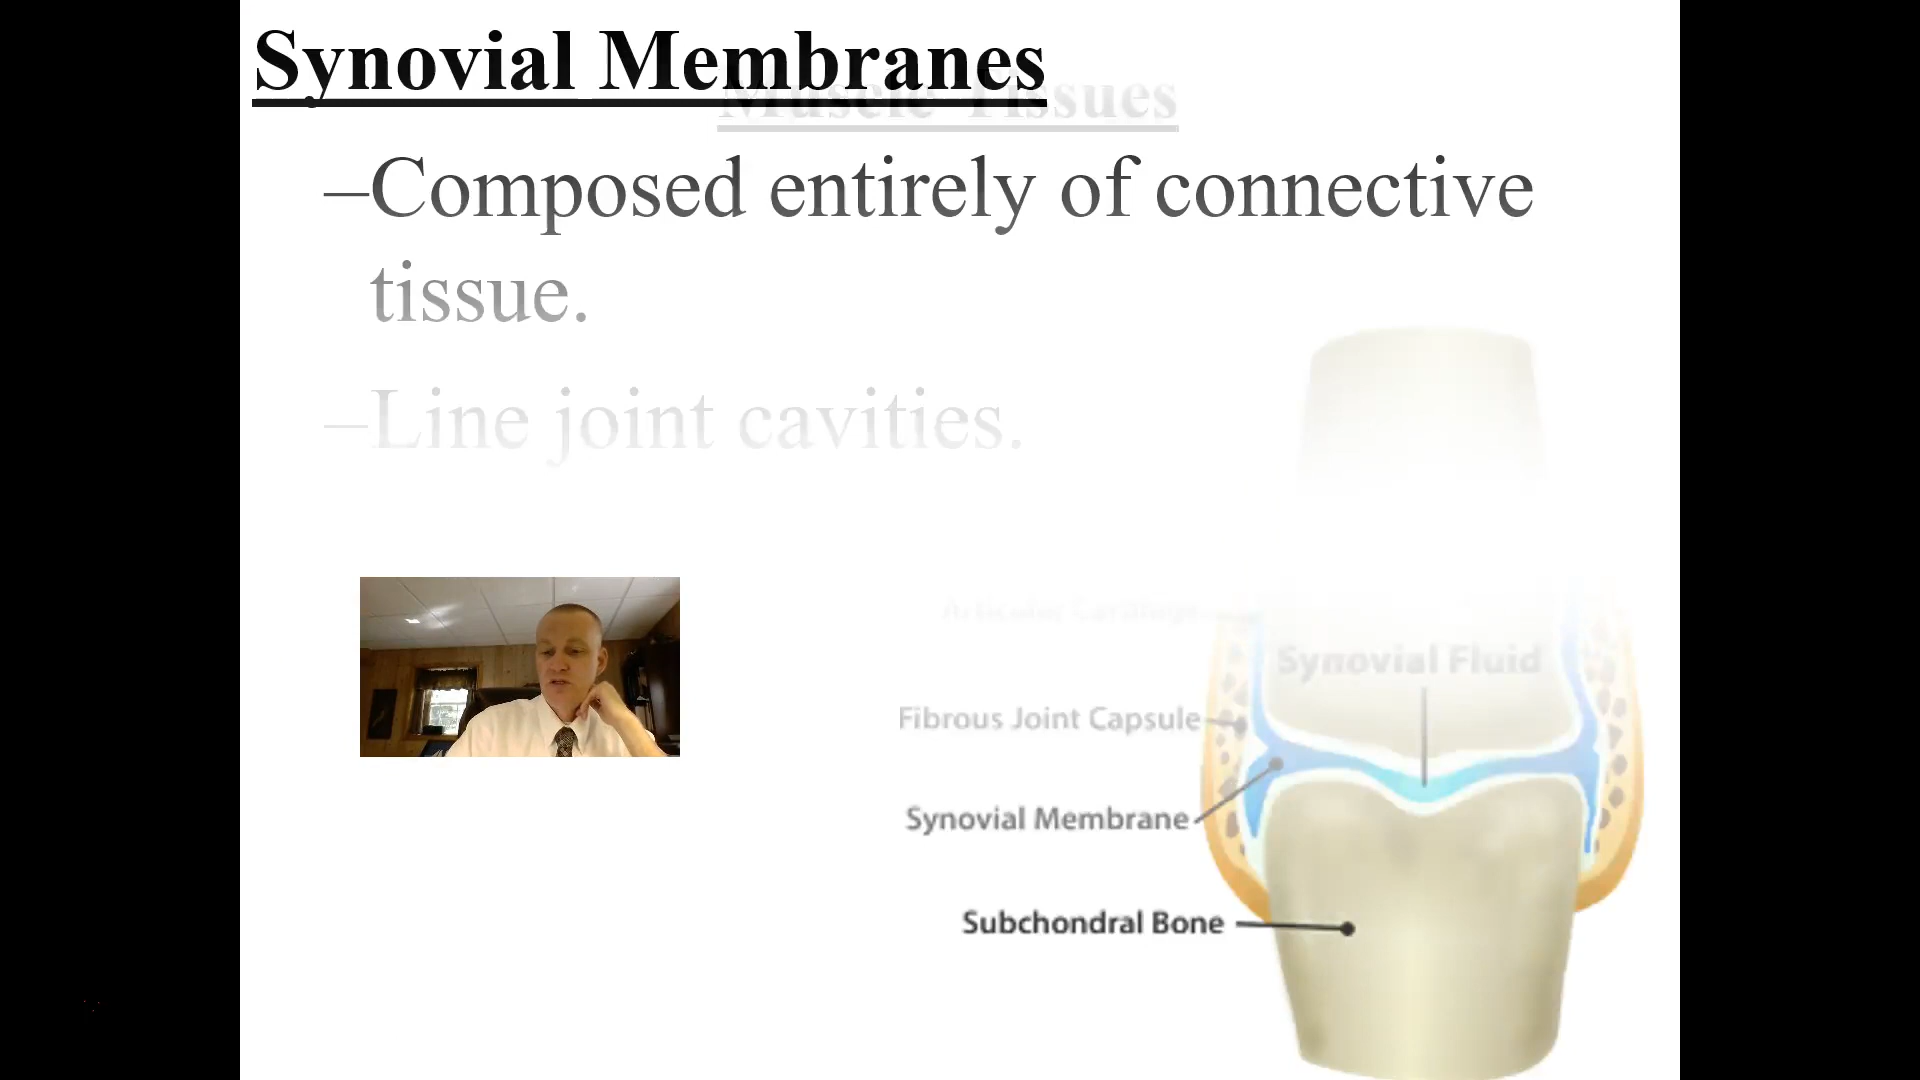 Synovial Membranes
Muscle Tissues
–Composed entirely of connective
tissue.
–Line joint cavities.
Articular Cartilage
Synovial Fluid
Fibrous Joint Capsule
Synovial Membrane
Subchondral Bone